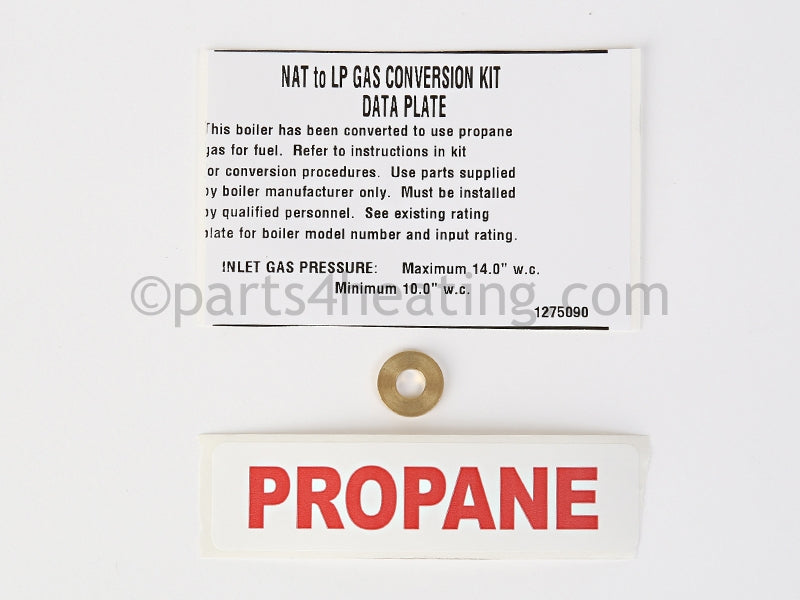 NAT to LP GAS CONVERSION KIT
DATA PLATE
This boiler has been converted to use propane
gas for fuel. Refer to instructions in kit
or conversion procedures. Use parts supplied
by boiler manufacturer only. Must be installed
by qualified personnel. See existing rating
plate for boiler model number and input rating.
INLET GAS PRESSURE: Maximum 14.0" w.c.
Minimum 10.0" w.c.
©parts4heating.com
1275090
PROPANE